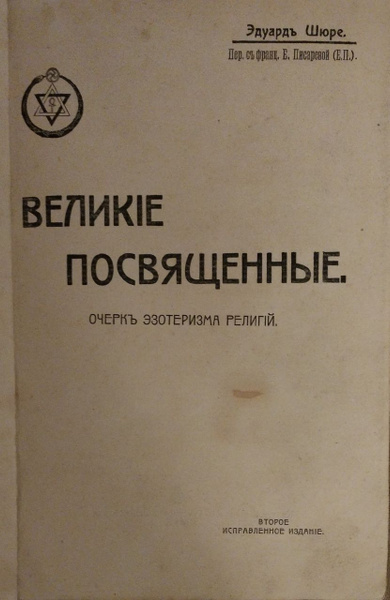 Эдуардъ Шюре.
Пер. съ франц. Е. Писаревой (Е.П.).
ВЕЛИКІЕ
ПОСВЯЩЕННЫЕ.
ОЧЕРКЪ ЭЗОТЕРИЗМА РЕЛИГІЙ.
ВТОРОЕ
ИСПРАВЛЕННОЕ ИЗДАНІЕ.